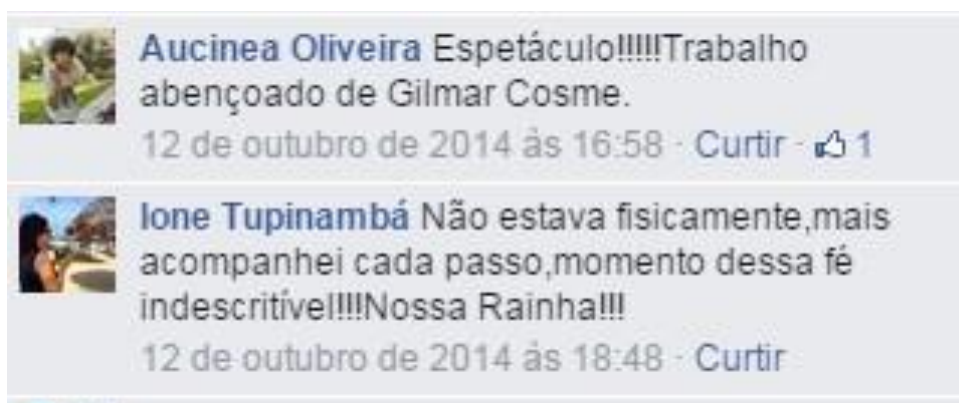 Aucinea Oliveira Espetáculo!!!!!Trabalho
abençoado de Gilmar Cosme.
12 de outubro de 2014 às 16:58 · Curtir · 1
Ione Tupinambá Não estava fisicamente,mais
acompanhei cada passo,momento dessa fé
indescritível!!!!Nossa Rainha!!!
12 de outubro de 2014 às 18:48 · Curtir